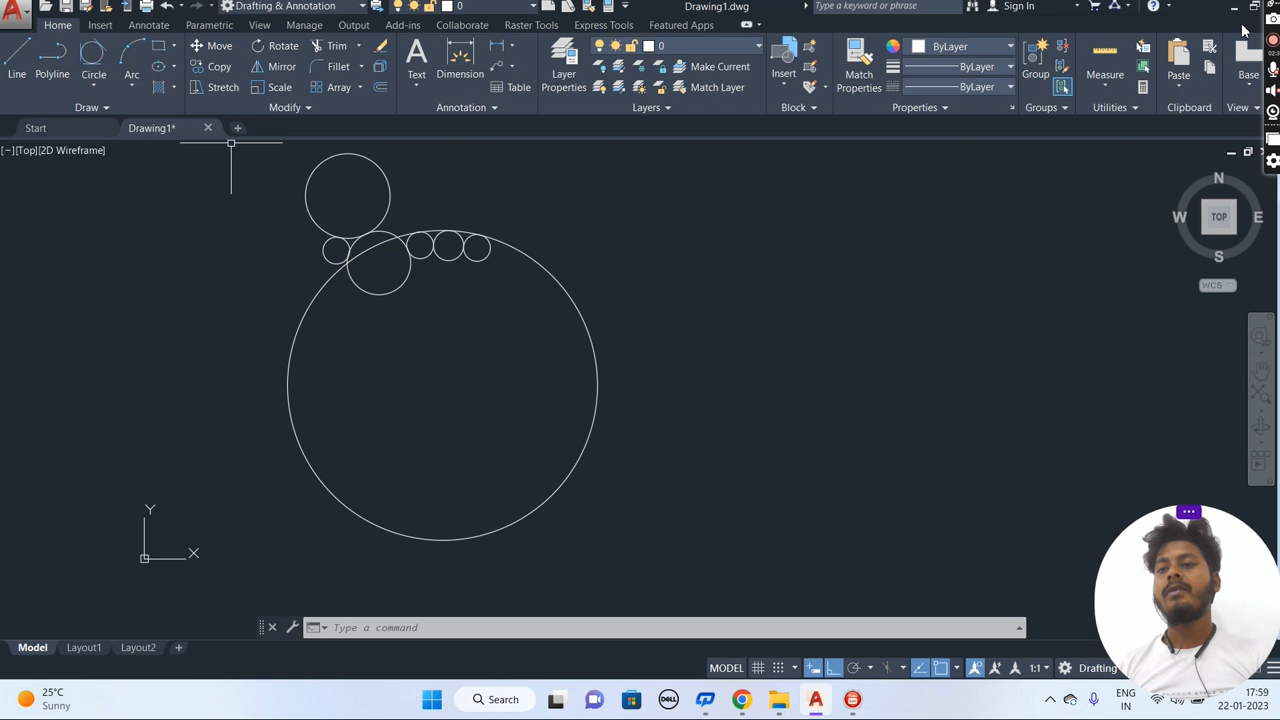 Drafting & Annotation
0
Drawing1.dwg
Type a keyword or phrase
Sign In
Home
Insert
Annotate
Parametric
View
Manage
Output
Add-ins
Collaborate
Raster Tools
Express Tools
Featured Apps
Line
Polyline
Circle
Arc
Move
Rotate
Trim
Copy
Mirror
Fillet
Stretch
Scale
Array
Text
Dimension
Table
Layer
Properties
0
Make Current
Match Layer
Insert
Match
Properties
ByLayer
ByLayer
ByLayer
Group
Measure
Paste
Base
Draw
Modify
Annotation
Layers
Block
Properties
Groups
Utilities
Clipboard
View
Start
Drawing1*
[−][Top][2D Wireframe]
N
W
TOP
E
S
WCS
Y
X
Type a command
Model
Layout1
Layout2
MODEL
1:1
Drafting
25°C
Sunny
Search
DELL
ENG
IN
17:59
22-01-2023